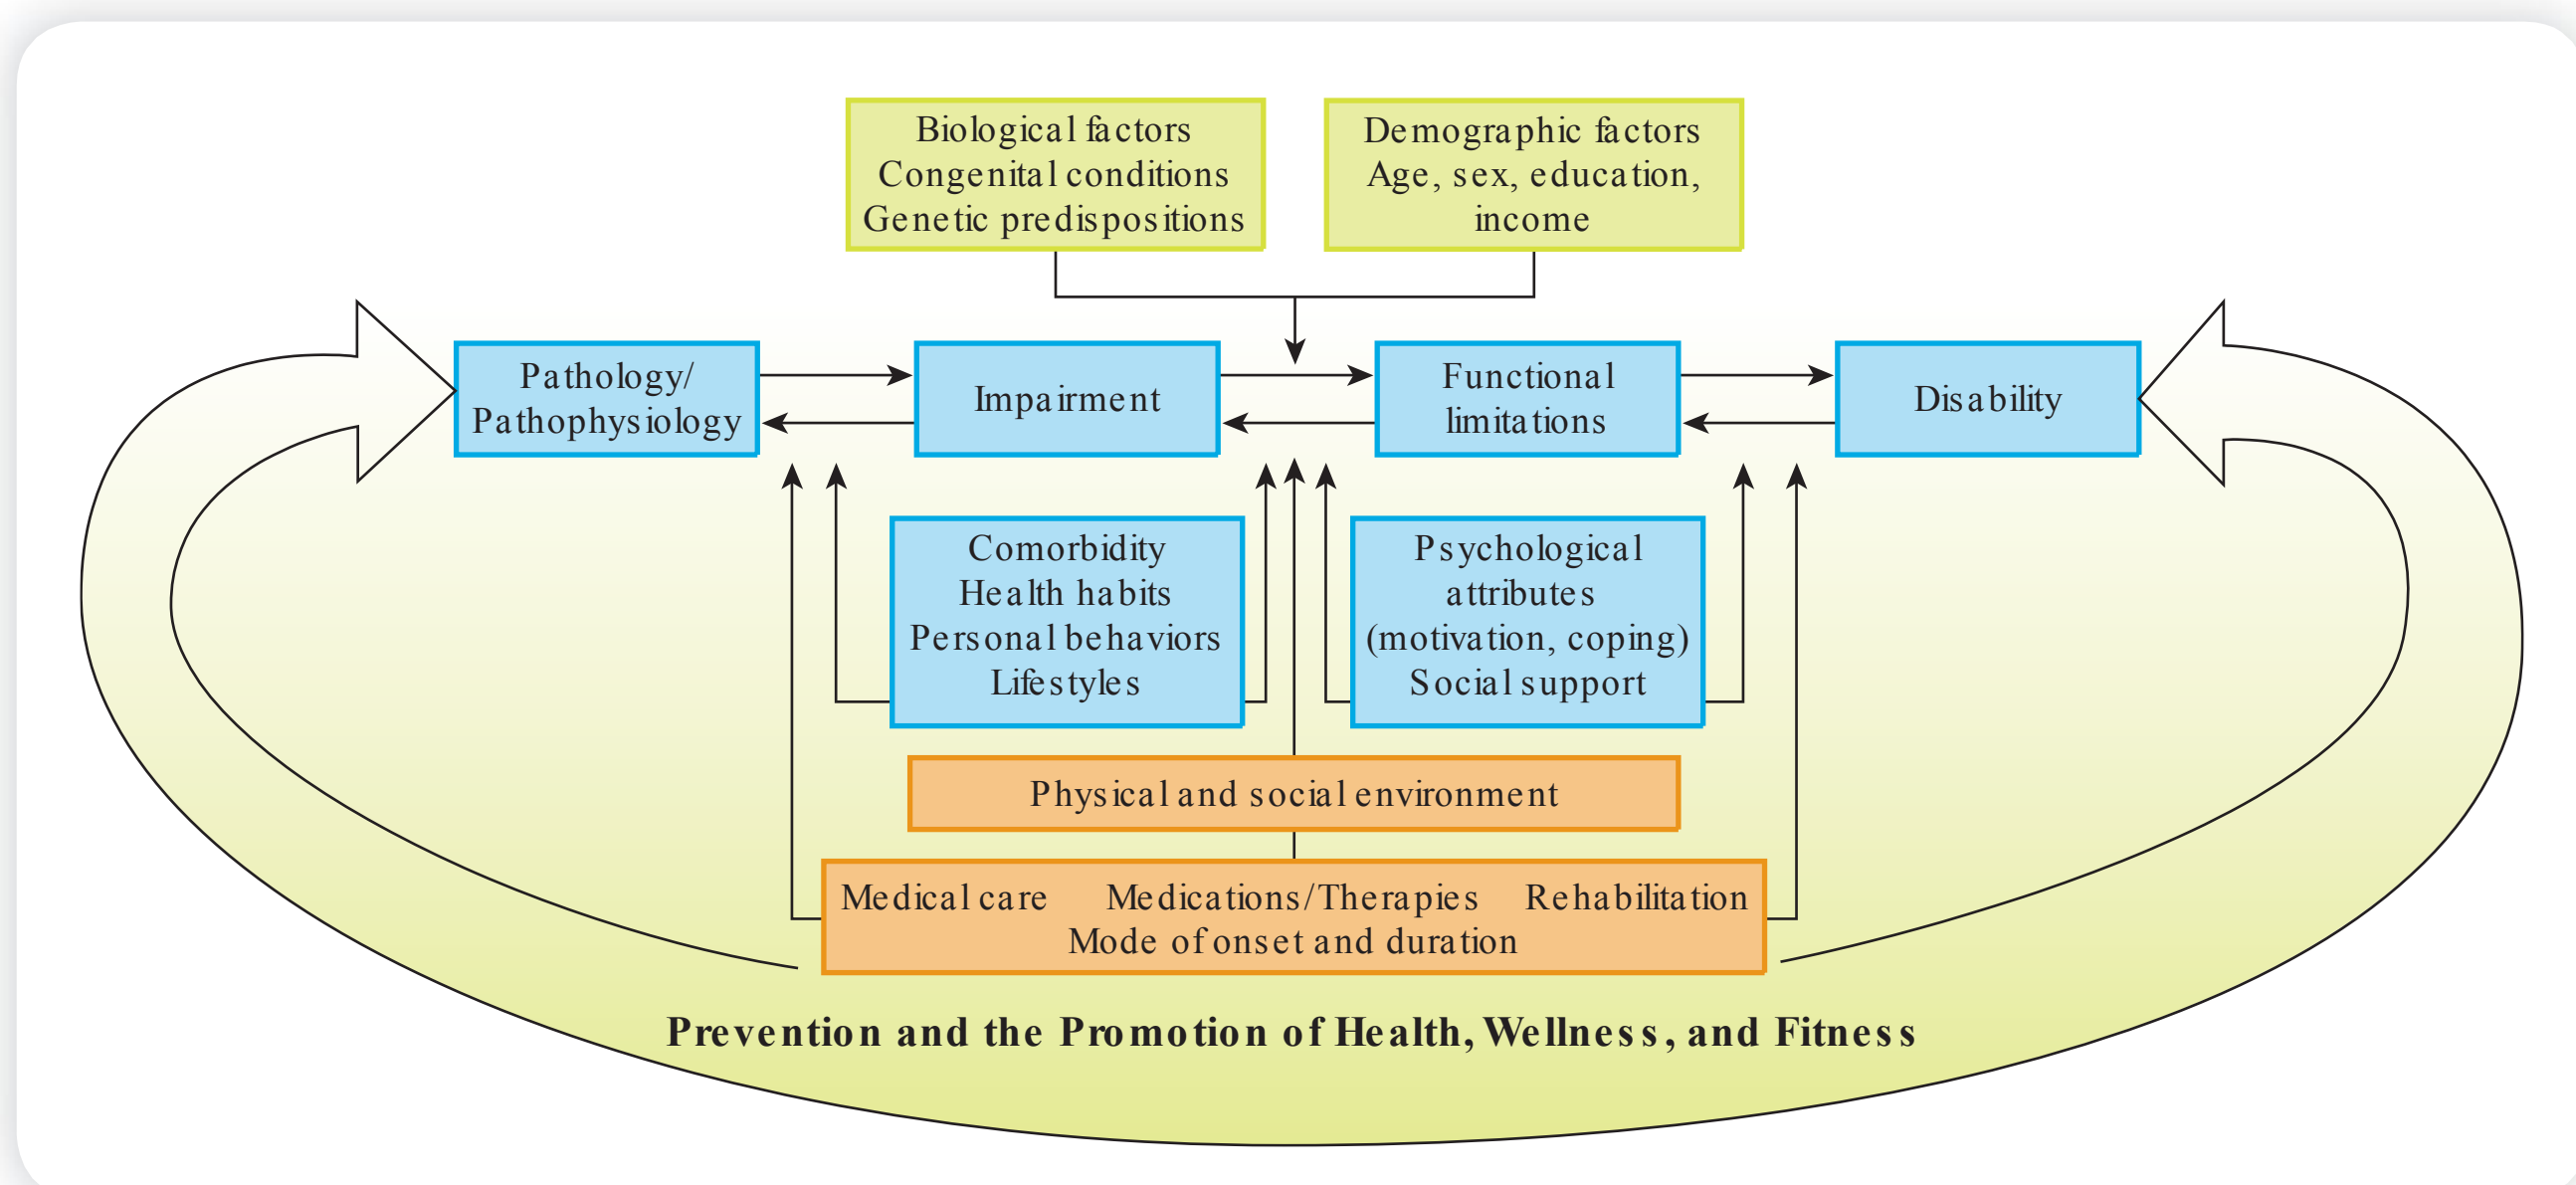 Biological factors
Congenital conditions
Genetic predispositions
Demographic factors
Age, sex, education,
income
Pathology/
Pathophysiology
Impairment
Functional
limitations
Disability
Comorbidity
Health habits
Personal behaviors
Lifestyles
Psychological
attributes
(motivation, coping)
Social support
Physical and social environment
Medical care Medications/Therapies Rehabilitation
Mode of onset and duration
Prevention and the Promotion of Health, Wellness, and Fitness